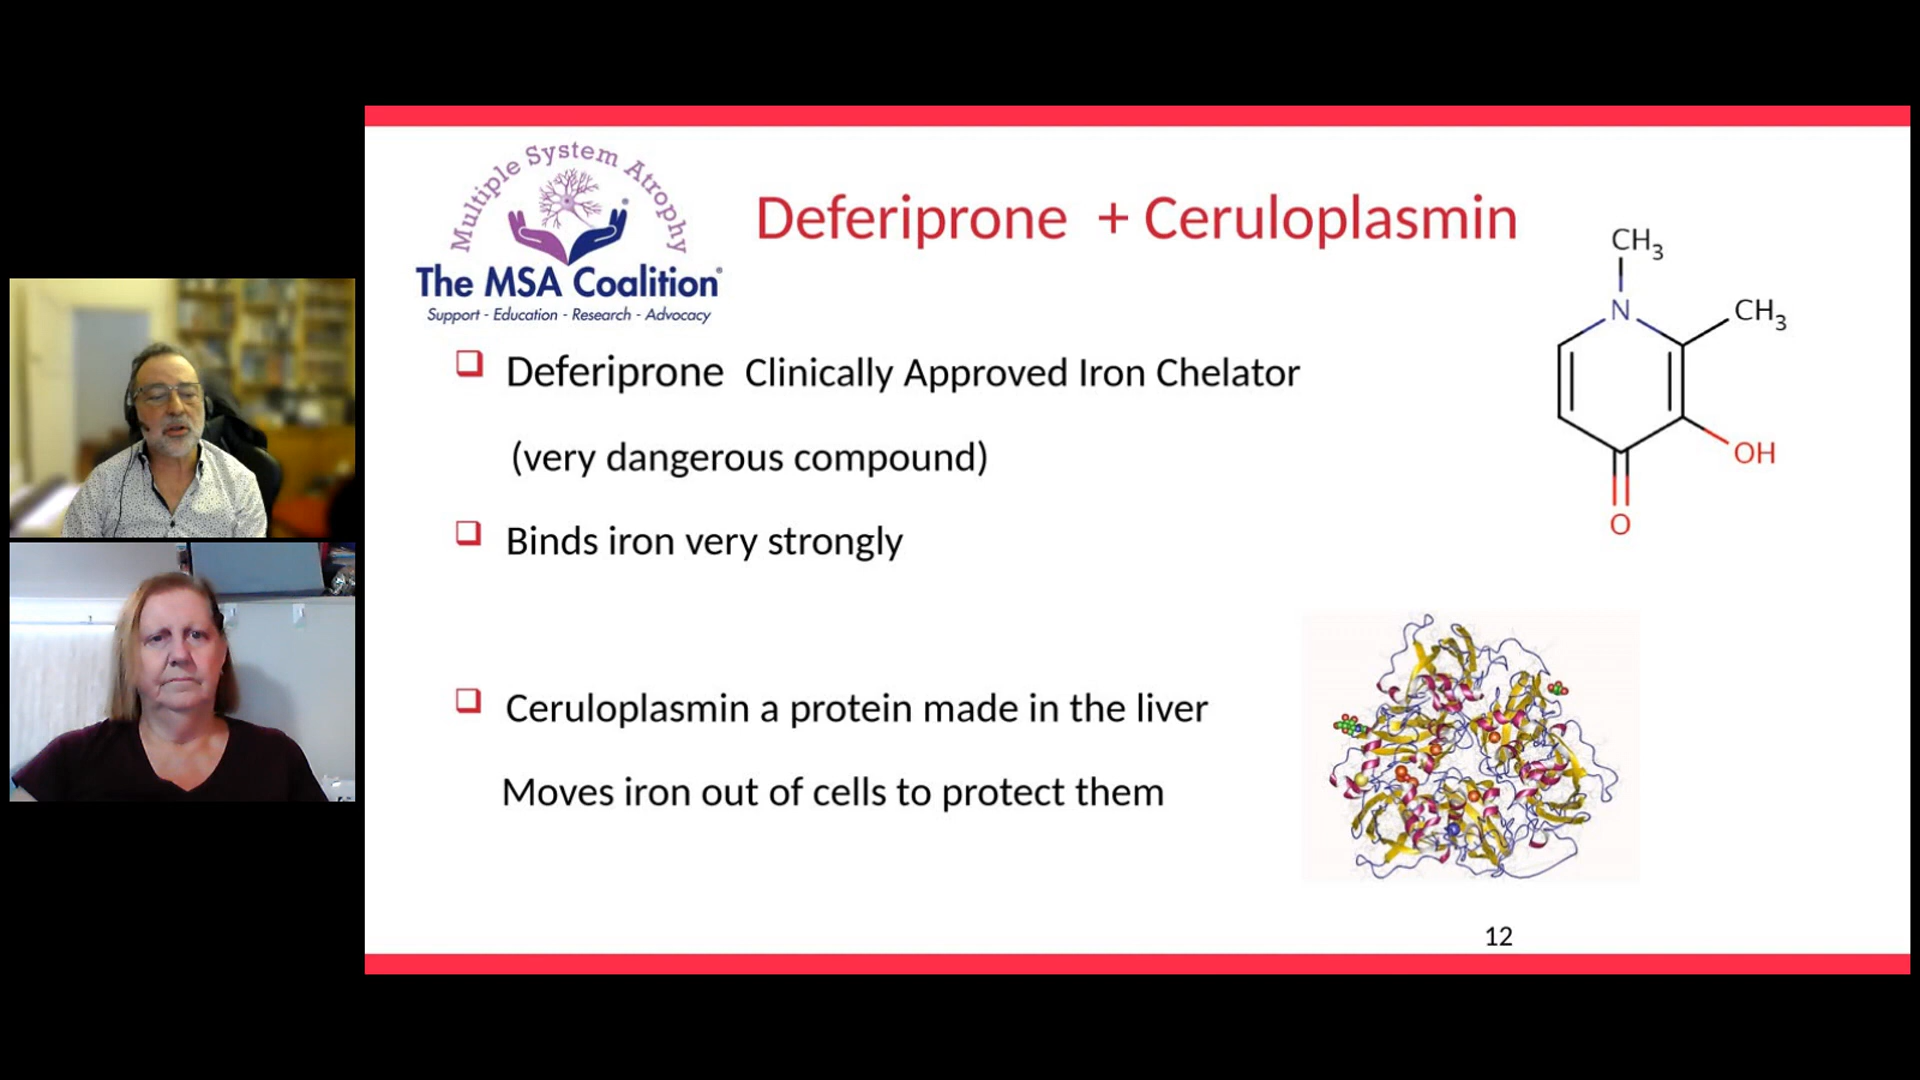 Multiple System Atrophy
The MSA Coalition®
Support - Education - Research - Advocacy
Deferiprone + Ceruloplasmin
CH3
N
CH3
OH
O
Deferiprone Clinically Approved Iron Chelator
(very dangerous compound)
Binds iron very strongly
Ceruloplasmin a protein made in the liver
Moves iron out of cells to protect them
12